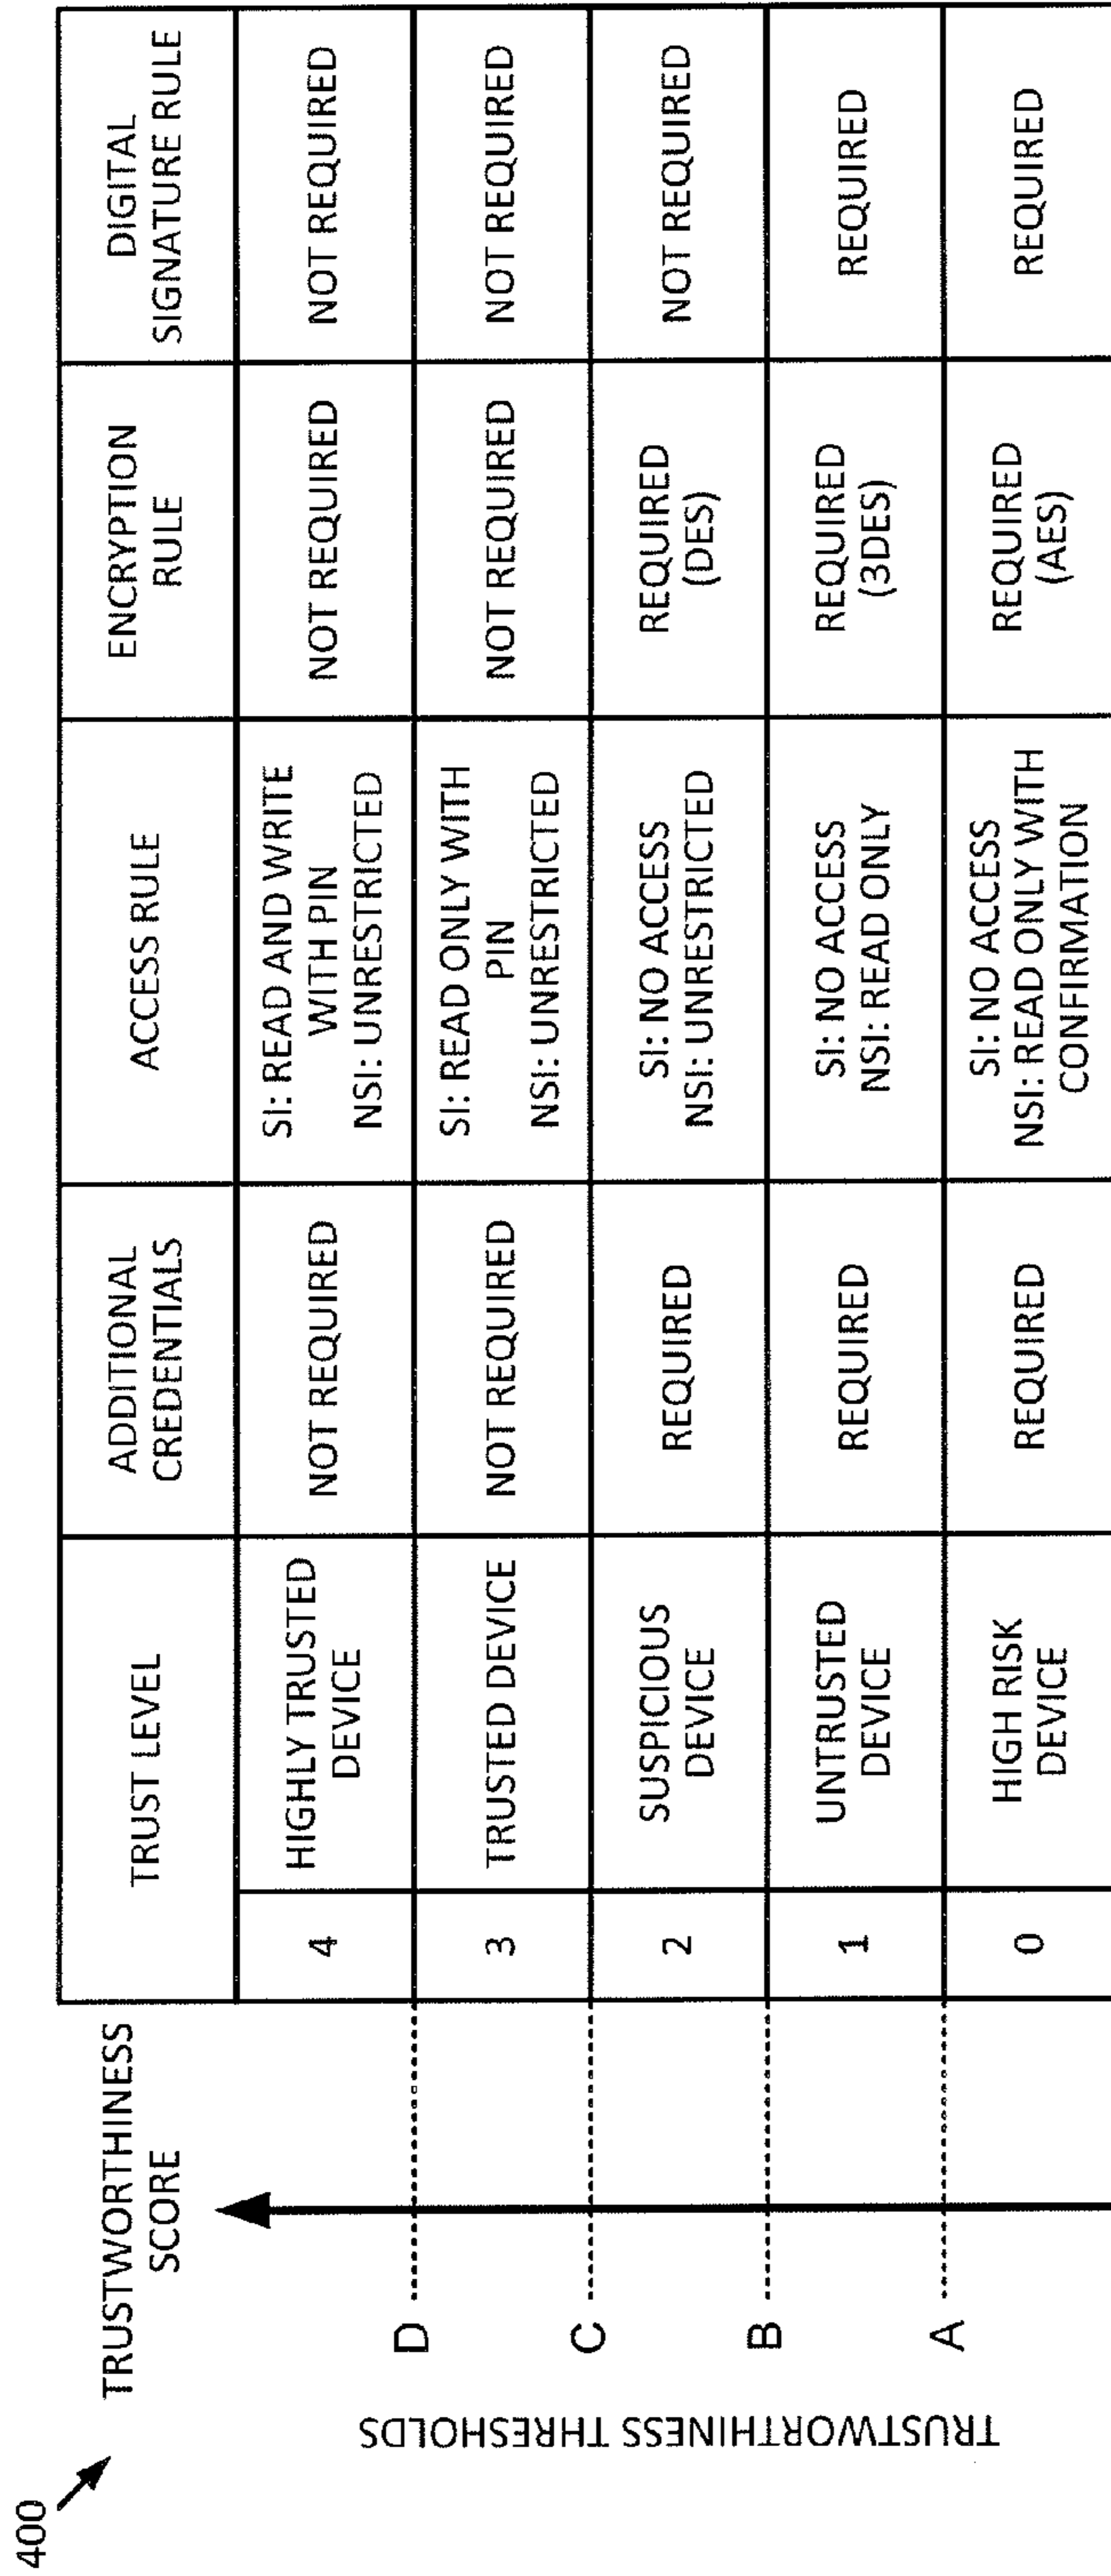 400
TRUSTWORTHINESS
SCORE
TRUST LEVEL
ADDITIONAL
CREDENTIALS
ACCESS RULE
ENCRYPTION
RULE
DIGITAL
SIGNATURE RULE
4
HIGHLY TRUSTED
DEVICE
NOT REQUIRED
SI: READ AND WRITE
WITH PIN
NSI: UNRESTRICTED
NOT REQUIRED
NOT REQUIRED
D
3
TRUSTED DEVICE
NOT REQUIRED
SI: READ ONLY WITH
PIN
NSI: UNRESTRICTED
NOT REQUIRED
NOT REQUIRED
C
2
SUSPICIOUS
DEVICE
REQUIRED
SI: NO ACCESS
NSI: UNRESTRICTED
REQUIRED
(DES)
NOT REQUIRED
B
1
UNTRUSTED
DEVICE
REQUIRED
SI: NO ACCESS
NSI: READ ONLY
REQUIRED
(3DES)
REQUIRED
A
0
HIGH RISK
DEVICE
REQUIRED
SI: NO ACCESS
NSI: READ ONLY WITH
CONFIRMATION
REQUIRED
(AES)
REQUIRED
TRUSTWORTHINESS THRESHOLDS